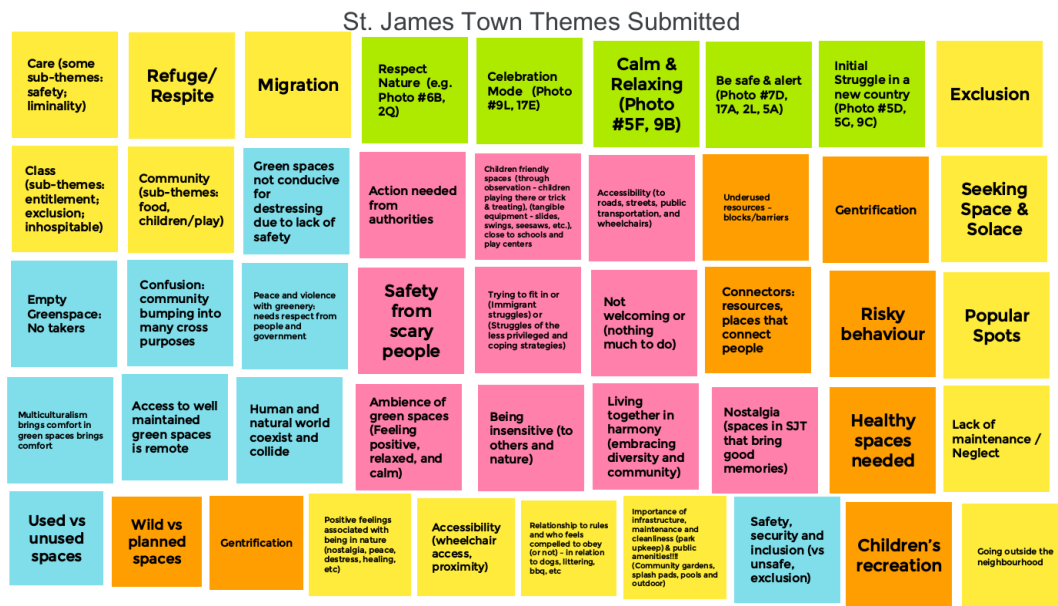 St. James Town Themes Submitted
Care (some
sub-themes:
safety;
liminality)
Refuge/
Respite
Migration
Respect
Nature (e.g.
Photo #6B,
2Q)
Celebration
Mode (Photo
#9L, 17E)
Calm &
Relaxing
(Photo
#5F, 9B)
Be safe & alert
(Photo #7D,
17A, 2L, 5A)
Initial
Struggle in a
new country
(Photo #5D,
5G, 9C)
Exclusion
Class
(sub-themes:
entitlement;
exclusion;
inhospitable)
Community
(sub-themes:
food,
children/play)
Green spaces
not conducive
for
destressing
due to lack of
safety
Action needed
from
authorities
Children friendly
spaces (through
observation - children
playing there or trick
& treating), (tangible
equipment - slides,
swings, seesaws, etc.),
close to schools and
play centers
Accessibility (to
roads, streets, public
transportation, and
wheelchairs)
Underused
resources -
blocks/barriers
Gentrification
Seeking
Space &
Solace
Empty
Greenspace:
No takers
Confusion:
community
bumping into
many cross
purposes
Peace and violence
with greenery:
needs respect from
people and
government
Safety
from
scary
people
Trying to fit in or
(Immigrant
struggles) or
(Struggles of the
less privileged and
coping strategies)
Not
welcoming or
(nothing
much to do)
Connectors:
resources,
places that
connect
people
Risky
behaviour
Popular
Spots
Multiculturalism
brings comfort in
green spaces brings
comfort
Access to well
maintained
green spaces
is remote
Human and
natural world
coexist and
collide
Ambience of
green spaces
(Feeling
positive,
relaxed, and
calm)
Being
insensitive (to
others and
nature)
Living
together in
harmony
(embracing
diversity and
community)
Nostalgia
(spaces in SJT
that bring
good
memories)
Healthy
spaces
needed
Lack of
maintenance /
Neglect
Used vs
unused
spaces
Wild vs
planned
spaces
Gentrification
Positive feelings
associated with
being in nature
(nostalgia, peace,
destress, healing,
etc)
Accessibility
(wheelchair
access,
proximity)
Relationship to rules
and who feels
compelled to obey
(or not) - in relation
to dogs, littering,
bbq, etc
Importance of
infrastructure,
maintenance and
cleanliness (park
upkeep) & public
amenities!!!!
(Community gardens,
splash pads, pools and
outdoor)
Safety,
security and
inclusion (vs
unsafe,
exclusion)
Children's
recreation
Going outside the
neighbourhood